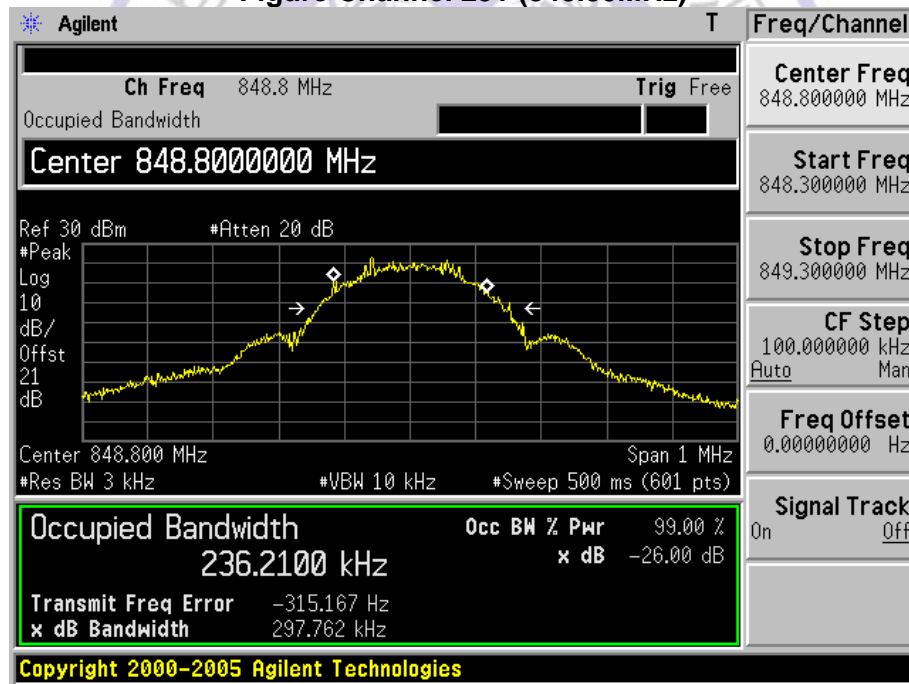 Agilent T Freq/Channel
Ch Freq 848.8 MHz Trig Free
Occupied Bandwidth
Center 848.8000000 MHz
Ref 30 dBm #Atten 20 dB
#Peak
Log
10
dB/
Offst
21
dB
Center 848.800 MHz Span 1 MHz
#Res BW 3 kHz #VBW 10 kHz #Sweep 500 ms (601 pts)
Occupied Bandwidth Occ BW % Pwr 99.00 %
236.2100 kHz x dB -26.00 dB
Transmit Freq Error -315.167 Hz
x dB Bandwidth 297.762 kHz
Copyright 2000-2005 Agilent Technologies
Center Freq
848.800000 MHz
Start Freq
848.300000 MHz
Stop Freq
849.300000 MHz
CF Step
100.000000 kHz
Auto Man
Freq Offset
0.00000000 Hz
Signal Track
On Off